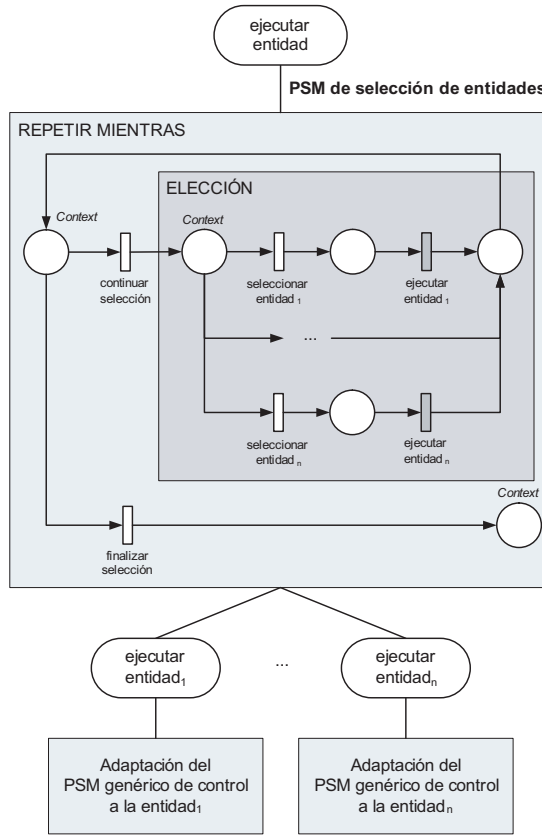 ejecutar
entidad
PSM de selección de entidades
REPETIR MIENTRAS
ELECCIÓN
Context
Context
continuar
selección
seleccionar
entidad 1
ejecutar
entidad 1
...
seleccionar
entidad n
ejecutar
entidad n
Context
finalizar
selección
ejecutar
entidad1
...
ejecutar
entidadn
Adaptación del
PSM genérico de control
a la entidad1
Adaptación del
PSM genérico de control
a la entidad n